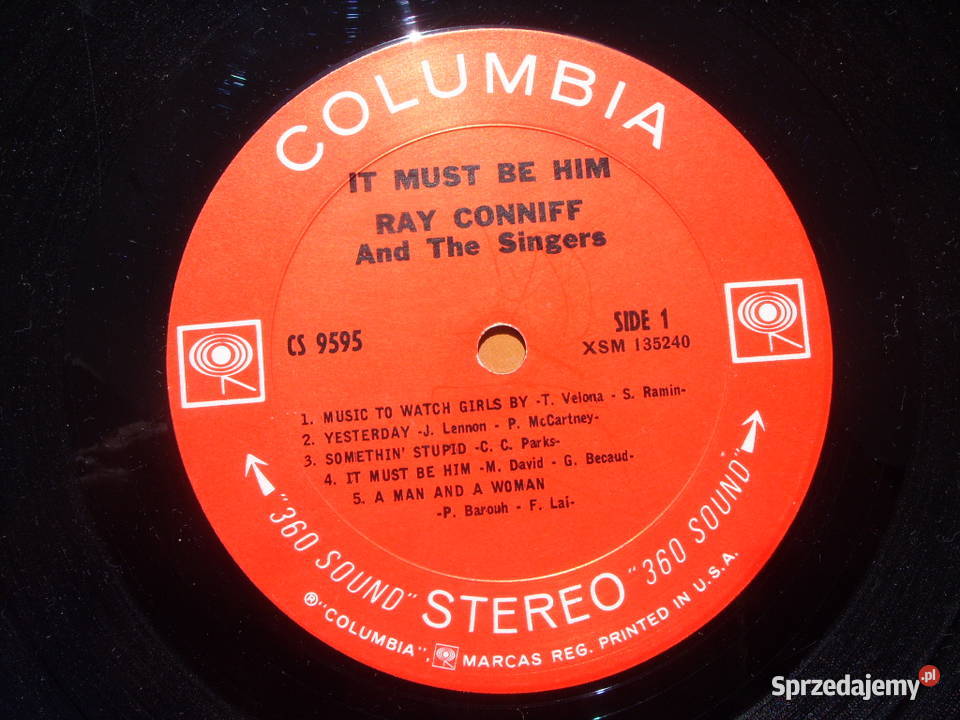 COLUMBIA
IT MUST BE HIM
RAY CONNIFF
And The Singers
CS 9595
SIDE 1
XSM 135240
1. MUSIC TO WATCH GIRLS BY -T. Velona - S. Ramin-
2. YESTERDAY -J. Lennon - P. McCartney-
3. SOMETHIN' STUPID -C. C. Parks-
4. IT MUST BE HIM -M. David - G. Becaud-
5. A MAN AND A WOMAN
-P. Barouh - F. Lai-
"360 SOUND" STEREO "360 SOUND"
® "COLUMBIA", MARCAS REG. PRINTED IN U.S.A.
Sprzedajemy.pl